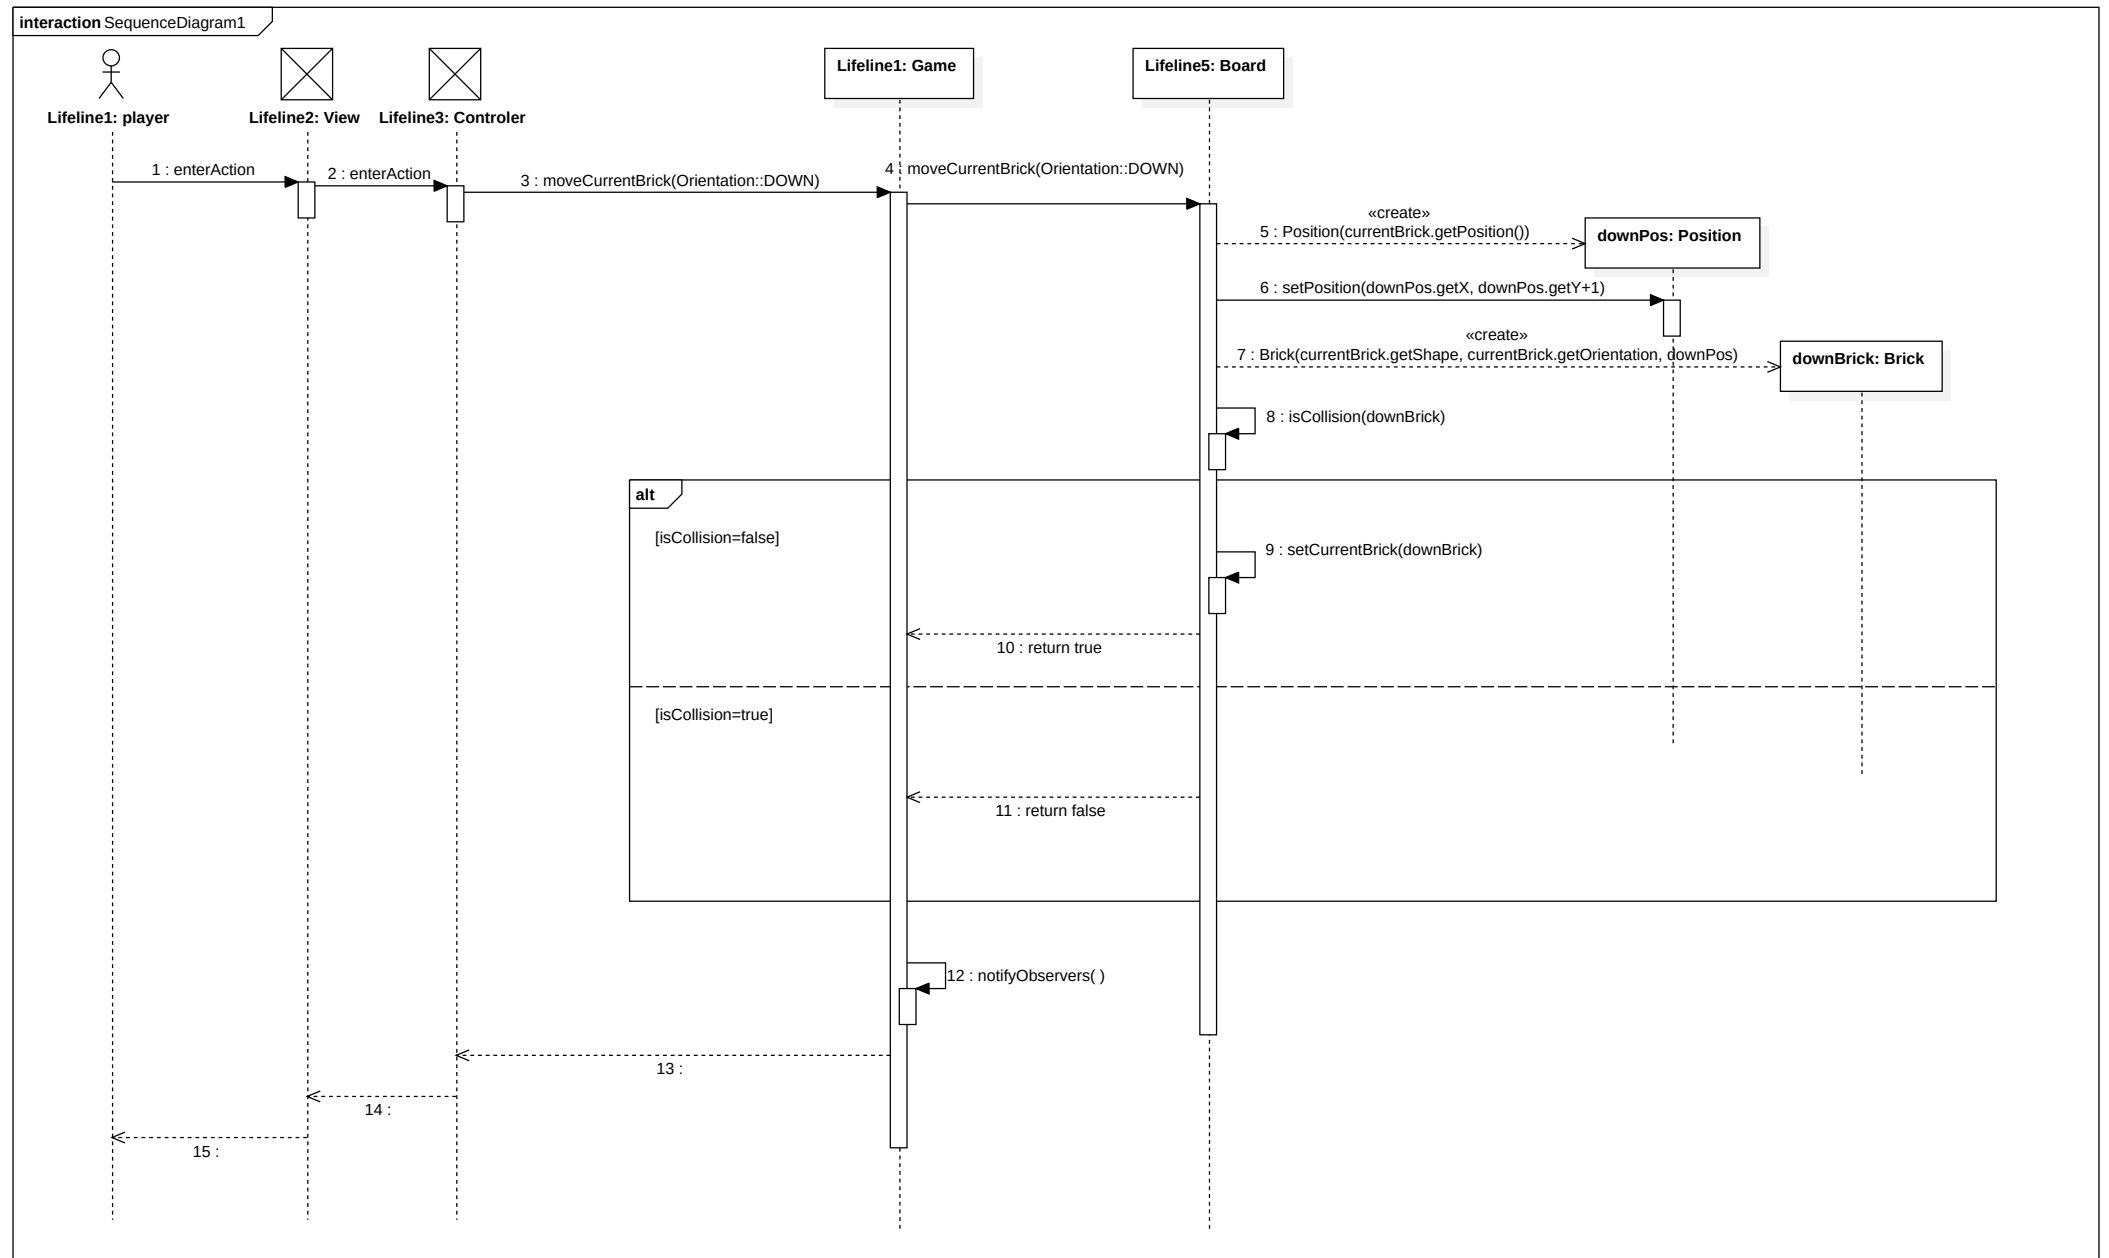 interaction SequenceDiagram1
Lifeline1: player
Lifeline2: View
Lifeline3: Controler
Lifeline1: Game
Lifeline5: Board
1 : enterAction
2 : enterAction
3 : moveCurrentBrick(Orientation::DOWN)
4 : moveCurrentBrick(Orientation::DOWN)
«create»
5 : Position(currentBrick.getPosition())
downPos: Position
6 : setPosition(downPos.getX, downPos.getY+1)
«create»
7 : Brick(currentBrick.getShape, currentBrick.getOrientation, downPos)
downBrick: Brick
8 : isCollision(downBrick)
alt
[isCollision=false]
9 : setCurrentBrick(downBrick)
10 : return true
[isCollision=true]
11 : return false
12 : notifyObservers( )
13 :
14 :
15 :